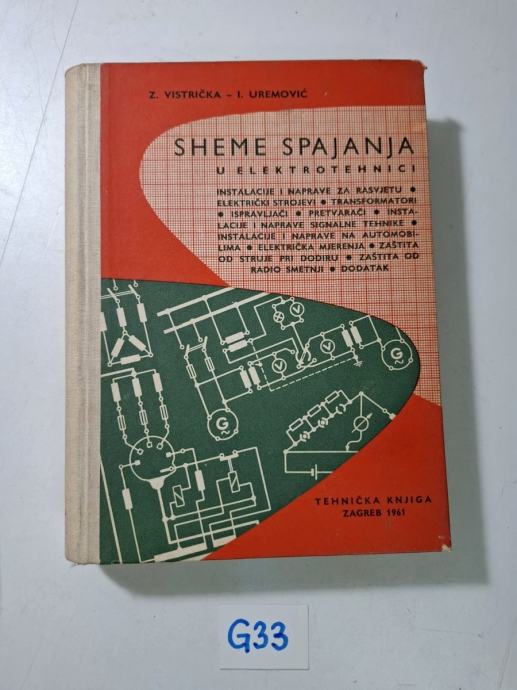 Z. VISTRIČKA – I. UREMOVIĆ
SHEME SPAJANJA
U ELEKTROTEHNICI
INSTALACIJE I NAPRAVE ZA RASVJETU •
ELEKTRIČKI STROJEVI • TRANSFORMATORI
• ISPRAVLJAČI • PRETVARAČI • INSTA-
LACIJE I NAPRAVE SIGNALNE TEHNIKE •
INSTALACIJE I NAPRAVE NA AUTOMOBI-
LIMA • ELEKTRIČKA MJERENJA • ZAŠTITA
OD STRUJE PRI DODIRU • ZAŠTITA OD
RADIO SMETNJI • DODATAK
V
V
V
G
G
TEHNIČKA KNJIGA
ZAGREB 1961
G33